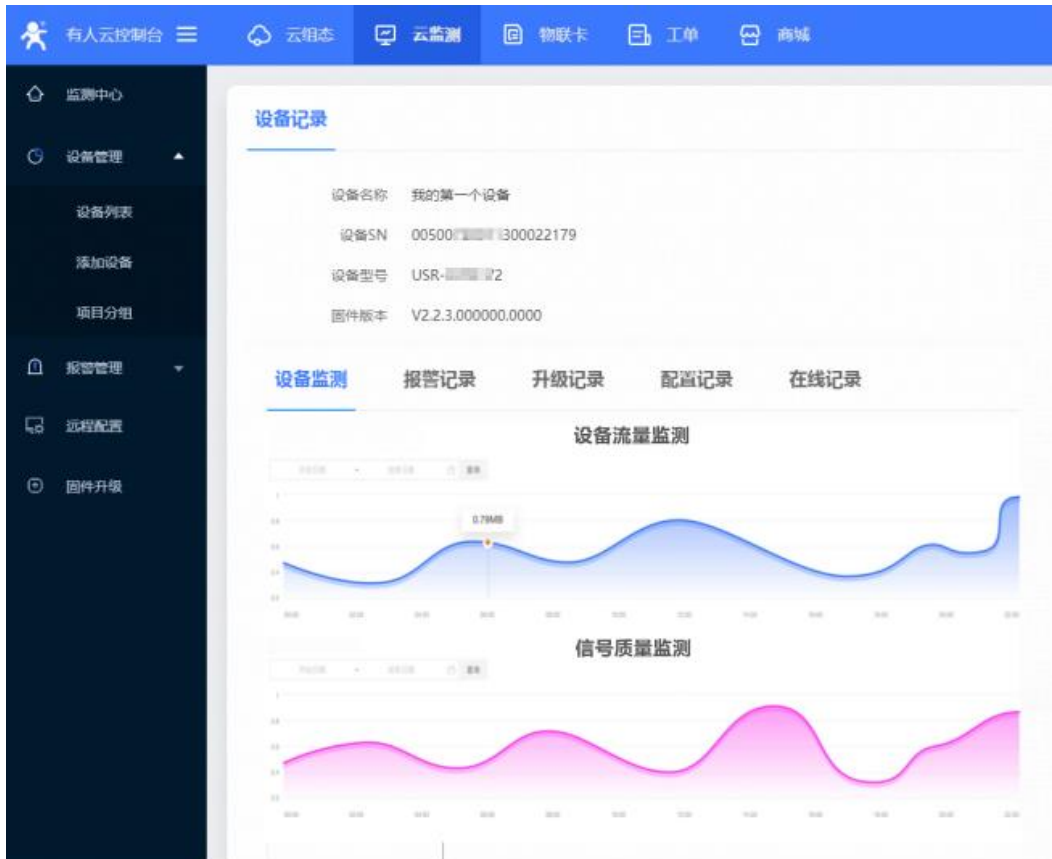 有人云控制台
云组态
云监测
物联卡
工单
商城
监测中心
设备管理
设备列表
添加设备
项目分组
报警管理
远程配置
固件升级
设备记录
设备名称 我的第一个设备
设备SN 00500 300022179
设备型号 USR- 72
固件版本 V2.2.3.000000.0000
设备监测 报警记录 升级记录 配置记录 在线记录
设备流量监测
0.79MB
信号质量监测